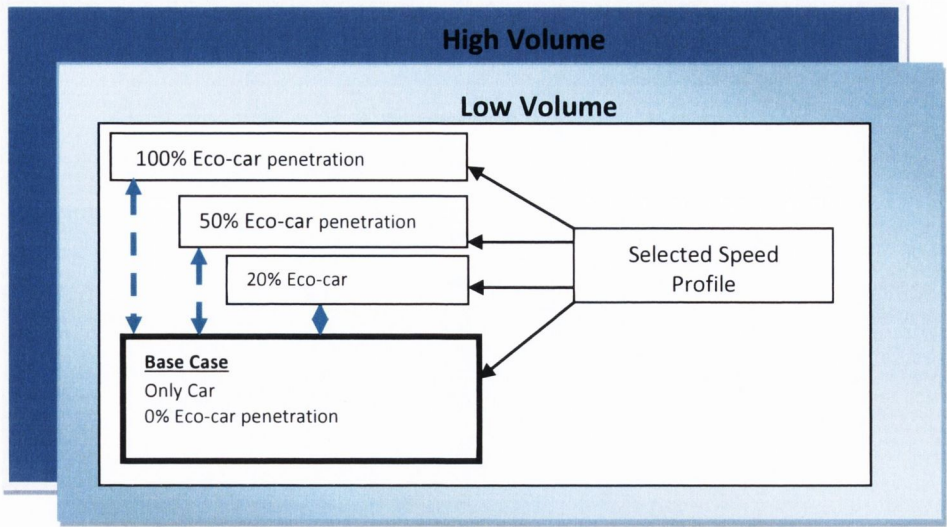 High Volume
Low Volume
100% Eco-car penetration
50% Eco-car penetration
20% Eco-car
Selected Speed
Profile
Base Case
Only Car
0% Eco-car penetration